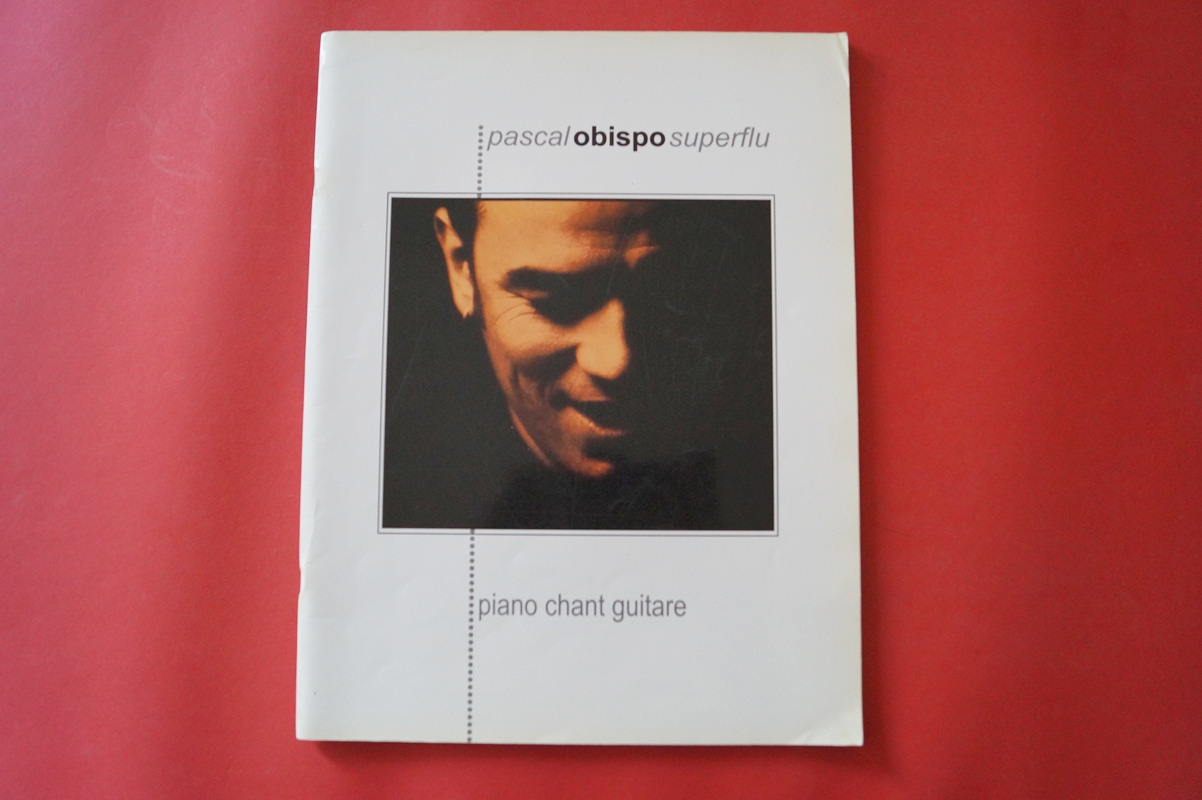 pascal obispo superflu
piano chant guitare